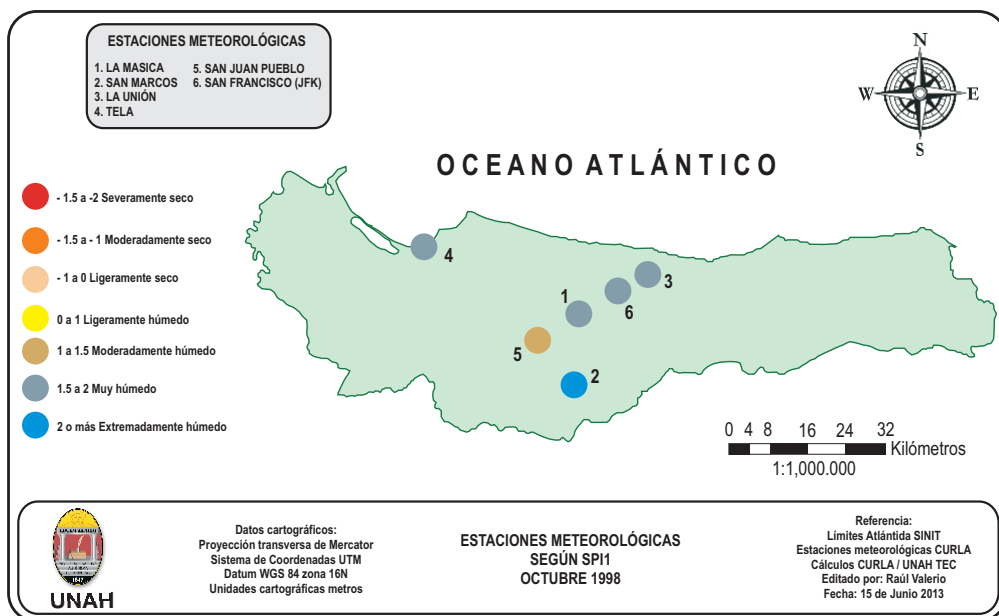 ESTACIONES METEOROLÓGICAS
1. LA MASICA
2. SAN MARCOS
3. LA UNIÓN
4. TELA
5. SAN JUAN PUEBLO
6. SAN FRANCISCO (JFK)
N
W
E
S
OCEANO ATLÁNTICO
- 1.5 a -2 Severamente seco
- 1.5 a - 1 Moderadamente seco
- 1 a 0 Ligeramente seco
0 a 1 Ligeramente húmedo
1 a 1.5 Moderadamente húmedo
1.5 a 2 Muy húmedo
2 o más Extremadamente húmedo
4
3
6
1
5
2
0 4 8 16 24 32
Kilómetros
1:1,000.000
1847
UNAH
Datos cartográficos:
Proyección transversa de Mercator
Sistema de Coordenadas UTM
Datum WGS 84 zona 16N
Unidades cartográficas metros
ESTACIONES METEOROLÓGICAS
SEGÚN SPI1
OCTUBRE 1998
Referencia:
Límites Atlántida SINIT
Estaciones meteorológicas CURLA
Cálculos CURLA / UNAH TEC
Editado por: Raúl Valerio
Fecha: 15 de Junio 2013